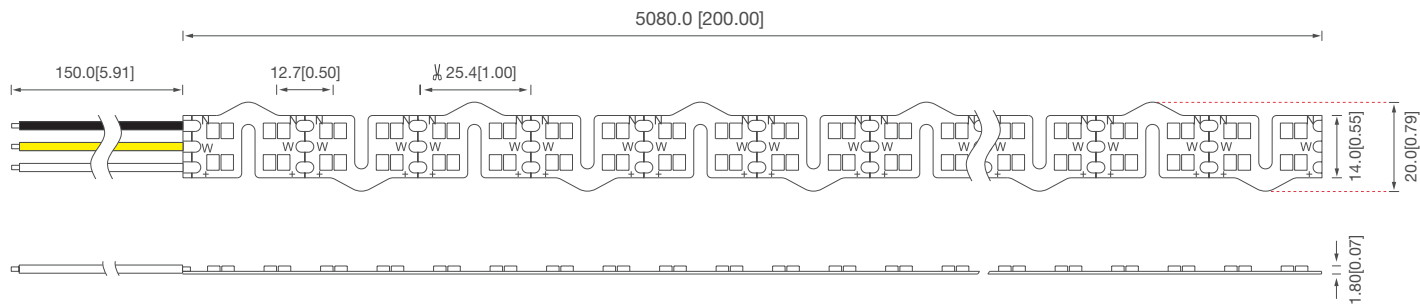 5080.0 [200.00]
150.0[5.91] 12.7[0.50] 25.4[1.00]
N N N N N N N N N N N N N N N N N N N N
W W W W W W W W W W W W W W W W W W W W
+ + + + + + + + + + + + + + + + + + + +
14.0[0.55]
20.0[0.79]
1.80[0.07]